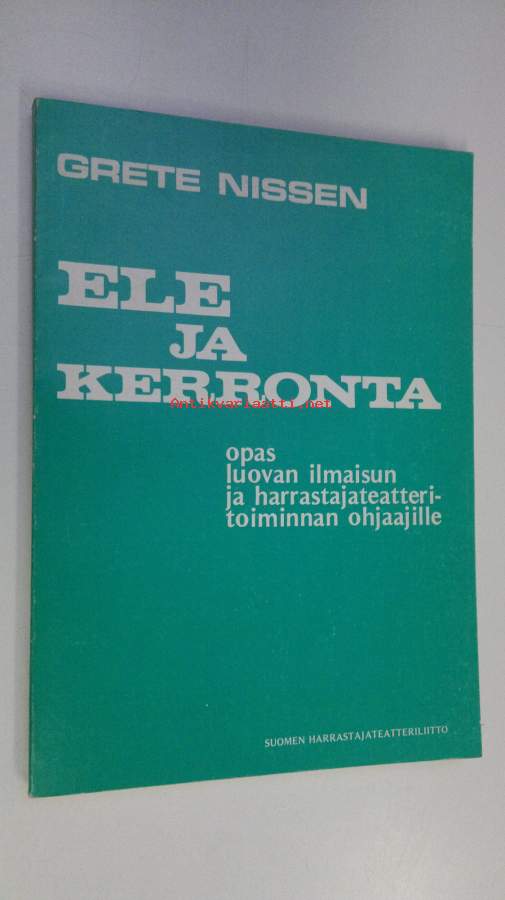 GRETE NISSEN
ELE
JA
KERRONTA
Antikvariaatti.net
opas
luovan ilmaisun
ja harrastajateatteri-
toiminnan ohjaajille
SUOMEN HARRASTAJATEATTERILIITTO